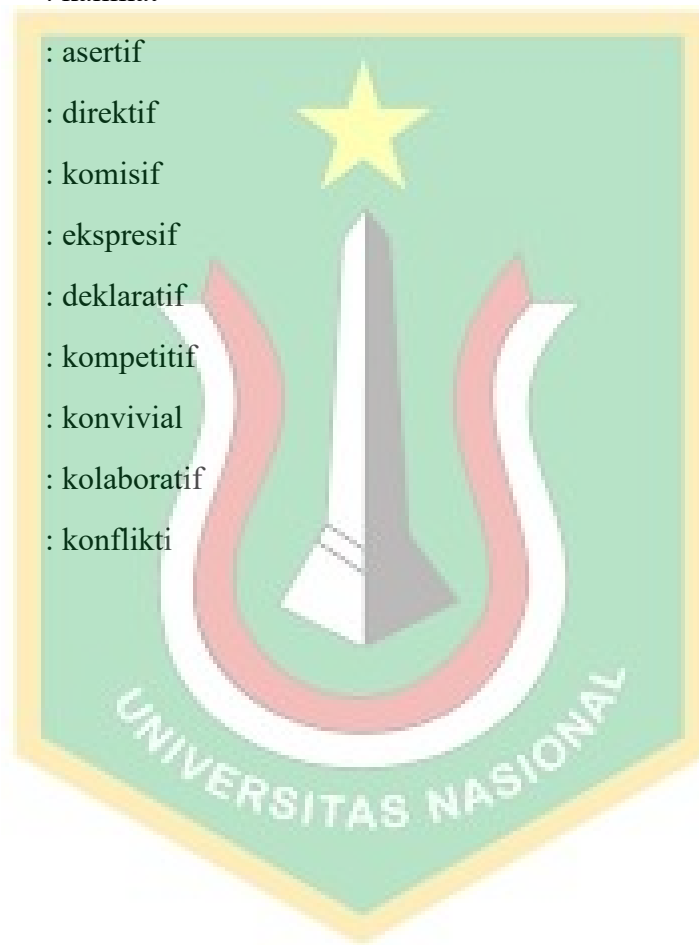 : asertif
: direktif
: komisif
: ekspresif
: deklaratif
: kompetitif
: konvivial
: kolaboratif
: konflikti
UNIVERSITAS NASIONAL